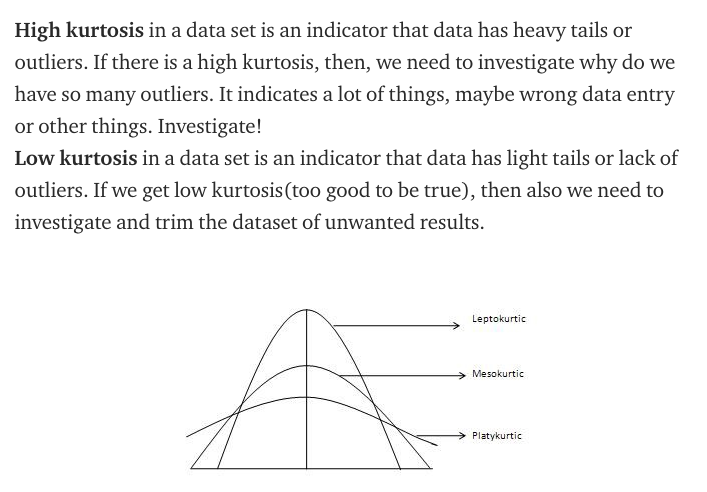 High kurtosis in a data set is an indicator that data has heavy tails or
outliers. If there is a high kurtosis, then, we need to investigate why do we
have so many outliers. It indicates a lot of things, maybe wrong data entry
or other things. Investigate!
Low kurtosis in a data set is an indicator that data has light tails or lack of
outliers. If we get low kurtosis(too good to be true), then also we need to
investigate and trim the dataset of unwanted results.
Leptokurtic
Mesokurtic
Platykurtic